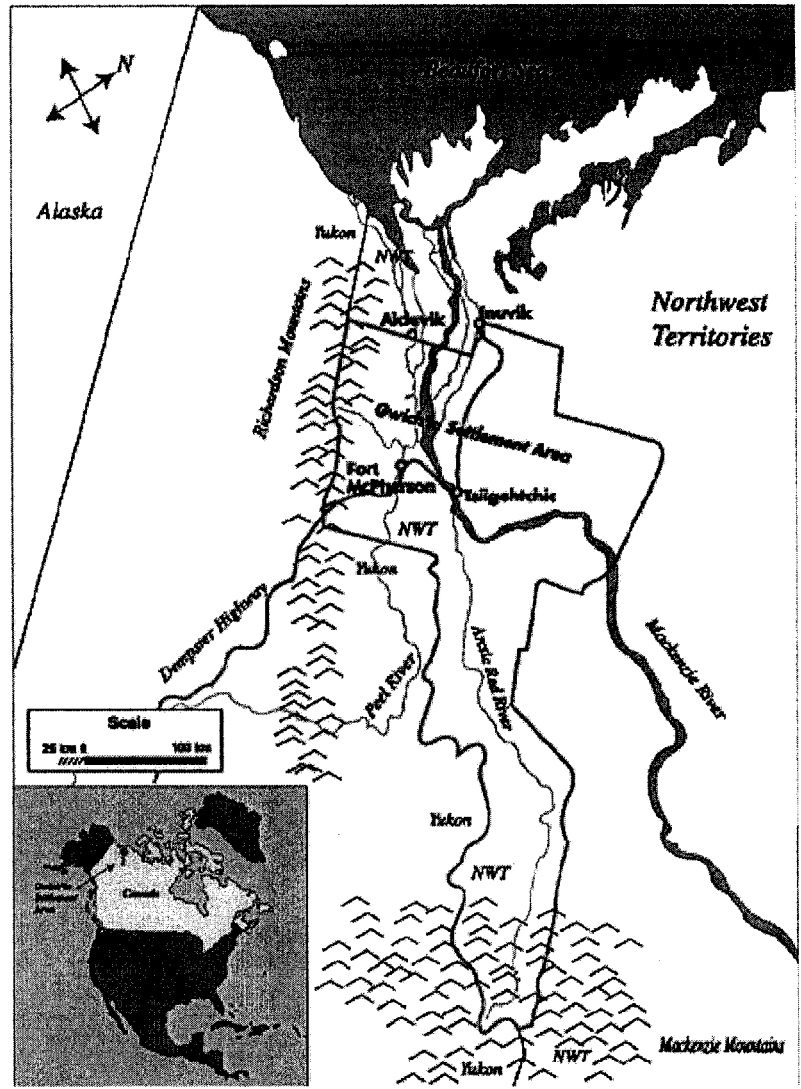 N
Alaska
Yukon
NWT
Aklavik
Inuvik
Northwest
Territories
Richardson Mountains
Gwich'in Settlement Area
Fort
McPherson
Tsiigehtchic
NWT
Yukon
Dempster Highway
Peel River
Arctic Red River
Mackenzie River
Scale
25 km 0 100 km
Yukon
NWT
Canada
Mackenzie Mountains
Yukon
NWT